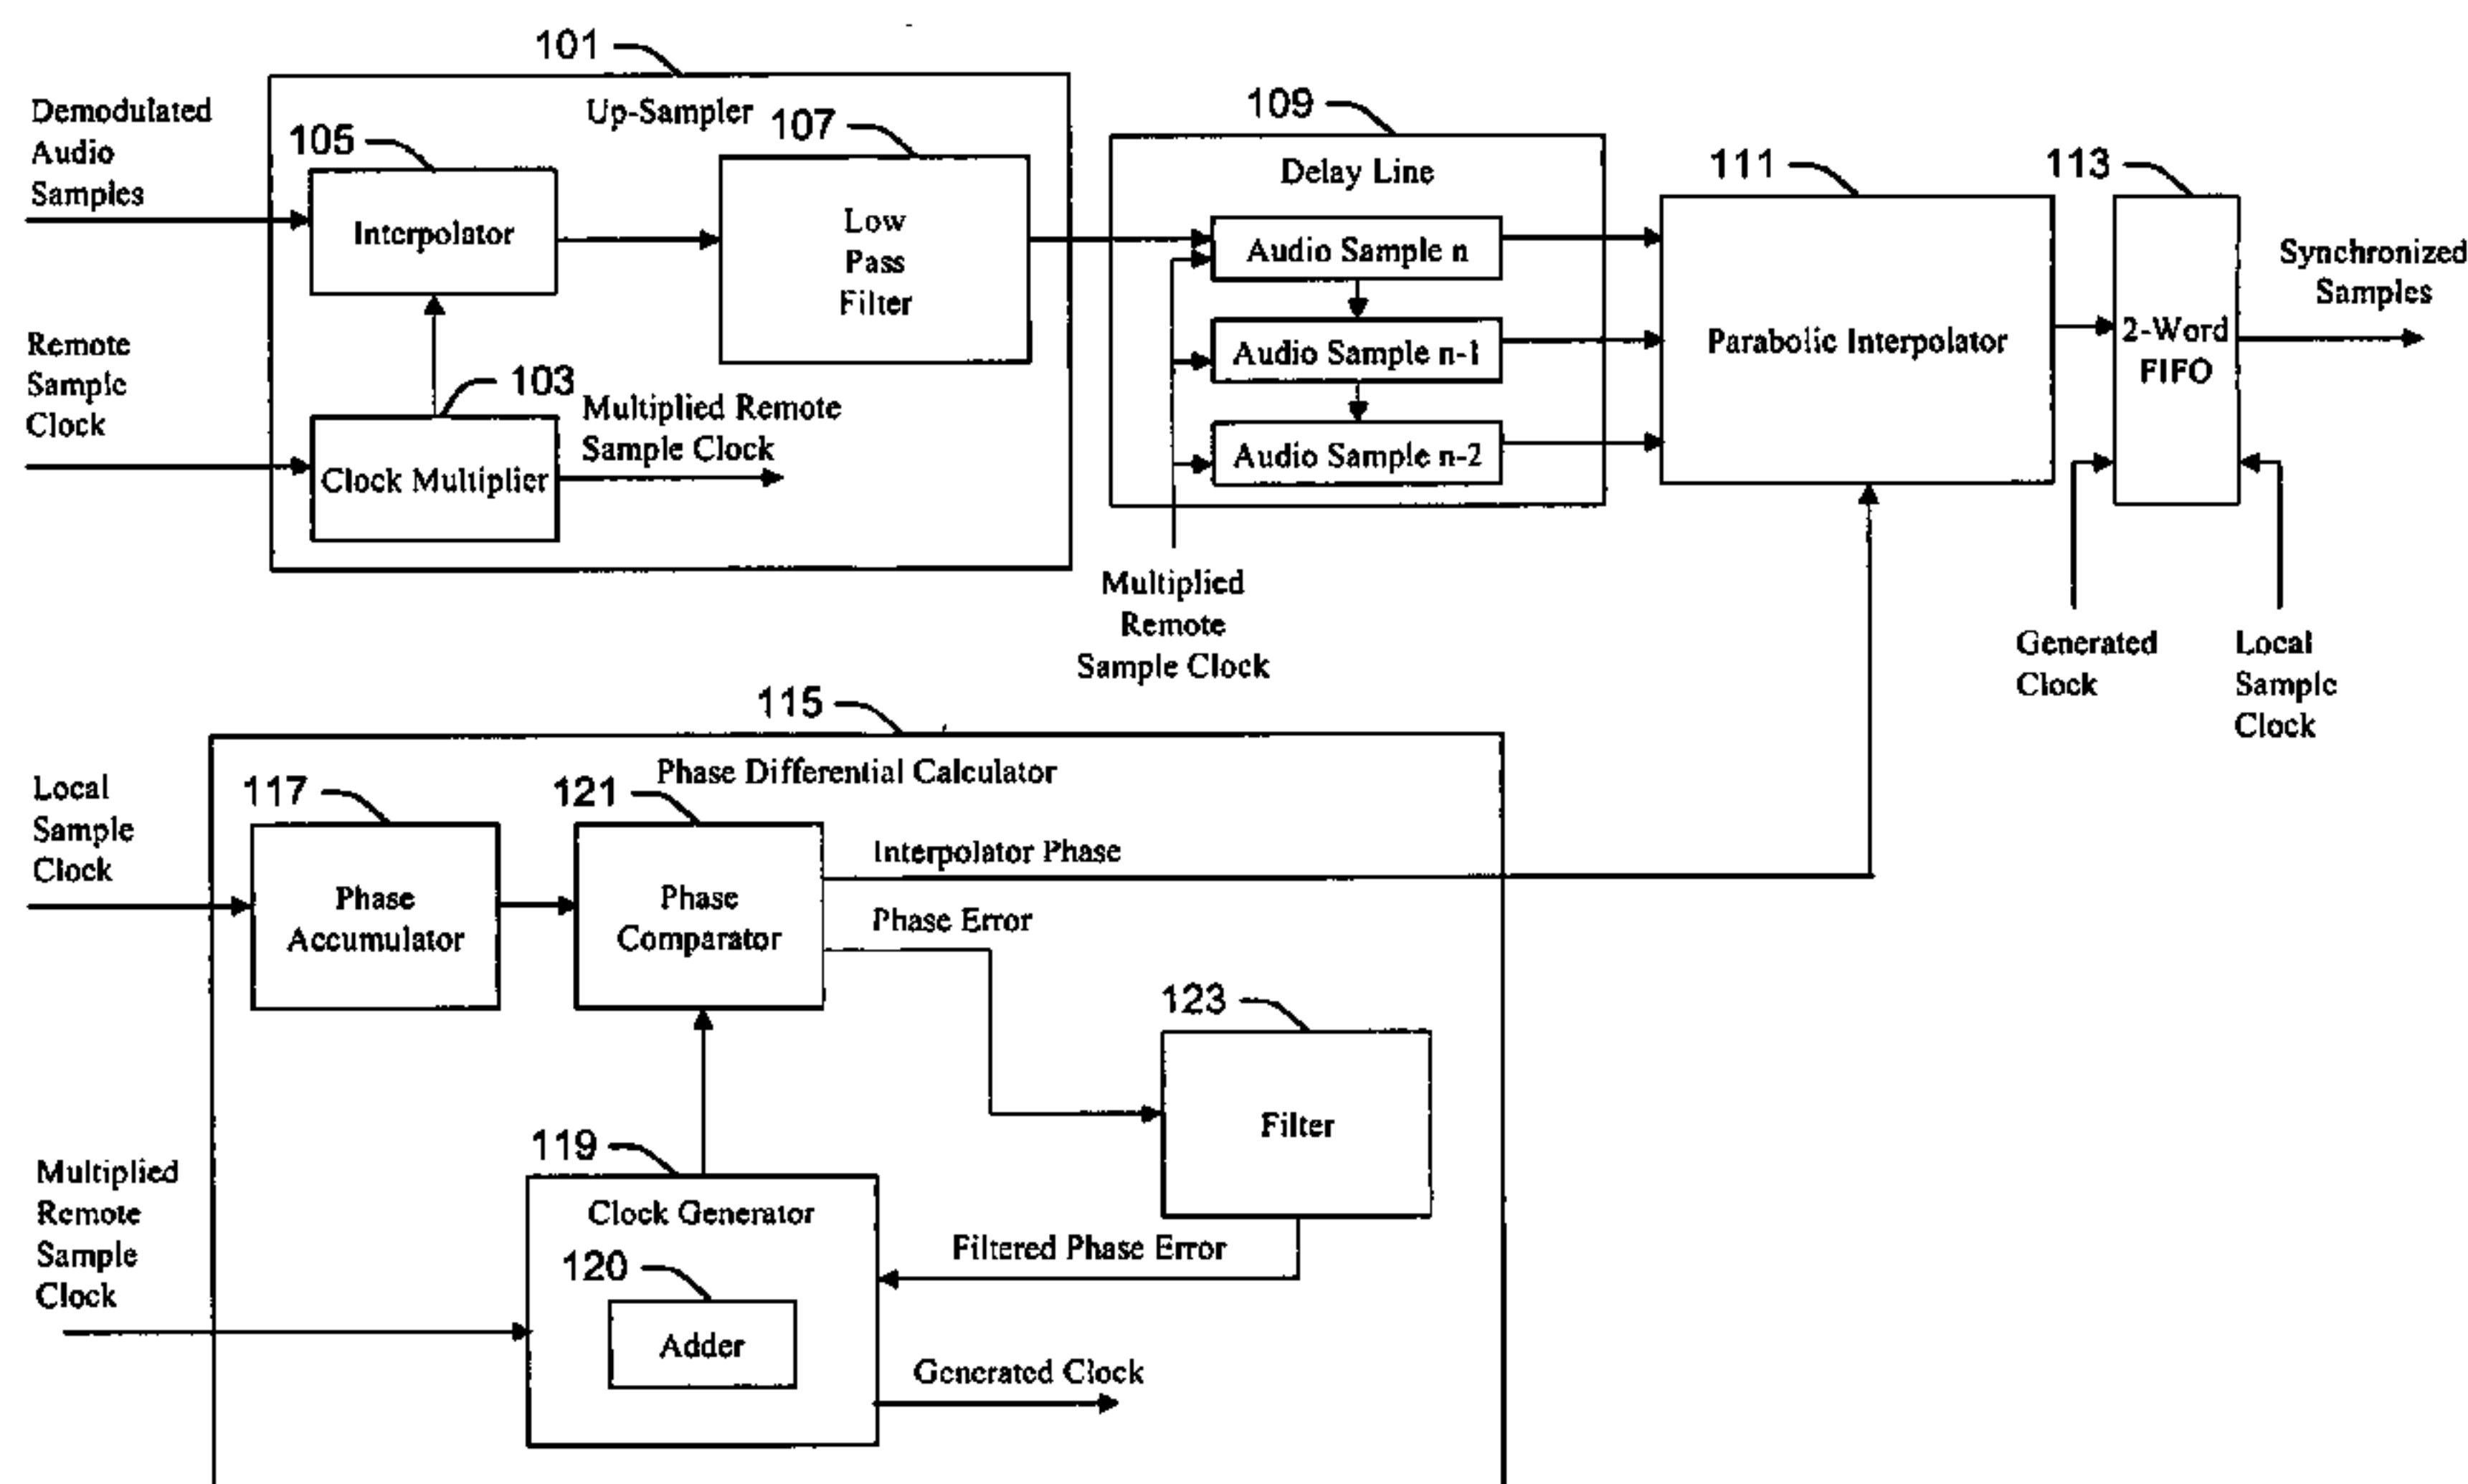 101
Demodulated
Audio
Samples
Up-Sampler
105
107
Interpolator
Low
Pass
Filter
Remote
Sample
Clock
103
Multiplied Remote
Sample Clock
Clock Multiplier
109
Delay Line
Audio Sample n
Audio Sample n-1
Audio Sample n-2
Multiplied
Remote
Sample Clock
111
Parabolic Interpolator
113
2-Word
FIFO
Synchronized
Samples
Generated
Clock
Local
Sample
Clock
115
Phase Differential Calculator
Local
Sample
Clock
117
Phase
Accumulator
121
Phase
Comparator
Interpolator Phase
Phase Error
123
Filter
119
Clock Generator
Filtered Phase Error
120
Adder
Multiplied
Remote
Sample
Clock
Generated Clock